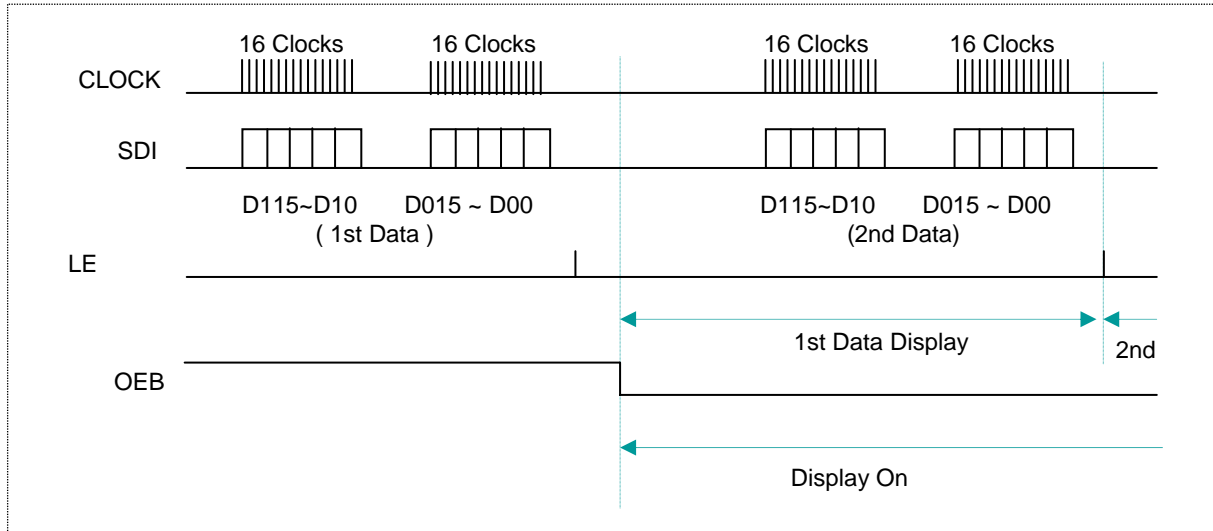 16 Clocks 16 Clocks 16 Clocks 16 Clocks
CLOCK
SDI
D115~D10 D015 ~ D00 D115~D10 D015 ~ D00
( 1st Data ) (2nd Data)
LE
1st Data Display 2nd
OEB
Display On